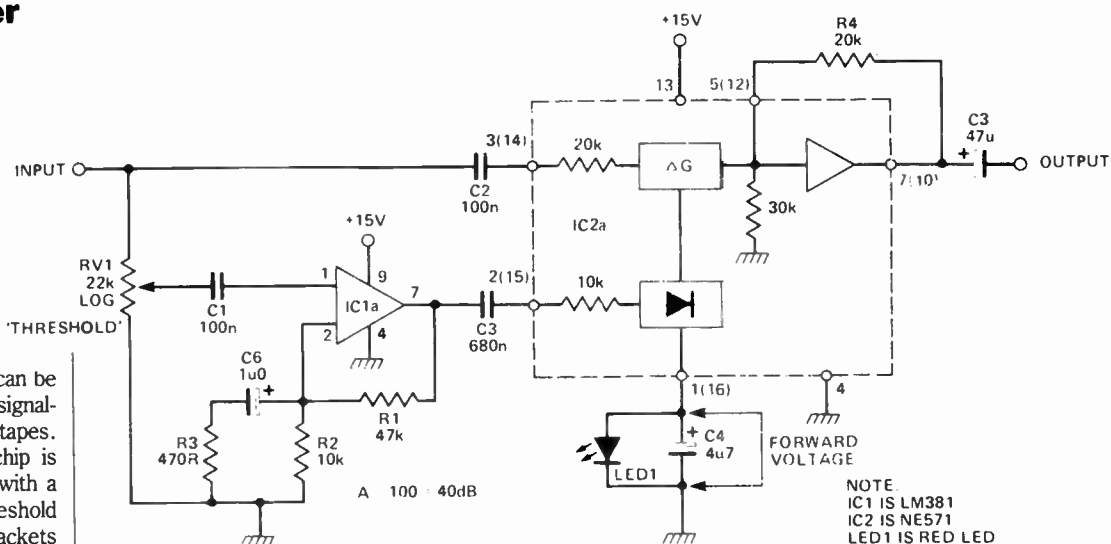 er
+15V
R4
20k
13
5(12)
C3
47u
+
3(14)
20k
ΔG
INPUT
OUTPUT
7(10)
C2
100n
+15V
IC2a
30k
RV1
22k
LOG
1
9
2(15)
10k
IC1a
7
'THRESHOLD'
C1
100n
2
4
C3
680n
C6
1u0
+
1(16)
4
can be
signal-
tapes.
chip is
with a
eshold
ackets
R1
47k
R3
470R
R2
10k
+
C4
4u7
FORWARD
VOLTAGE
LED1
A 100 40dB
NOTE.
IC1 IS LM381
IC2 IS NE571
LED1 IS RED LED